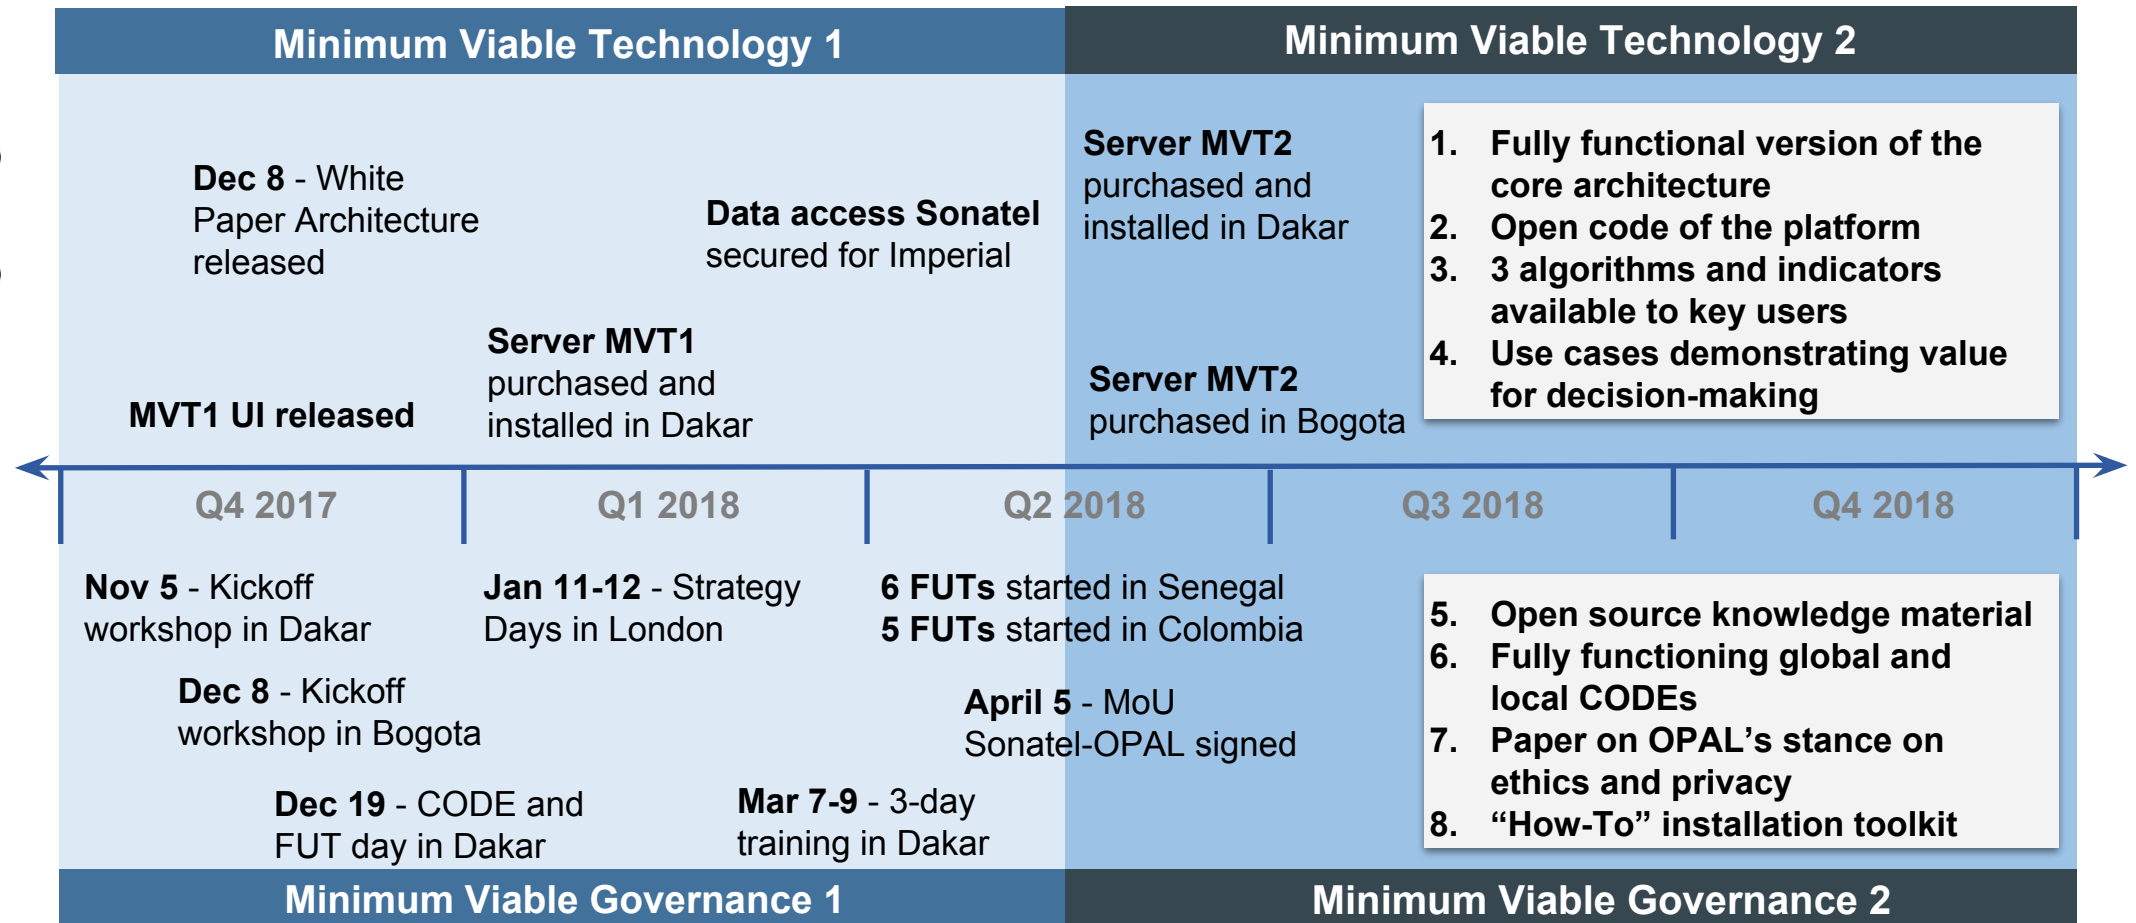 Minimum Viable Technology 1
Minimum Viable Technology 2
Dec 8 - White
Paper Architecture
released
Data access Sonatel
secured for Imperial
Server MVT1
purchased and
installed in Dakar
MVT1 UI released
Server MVT2
purchased and
installed in Dakar
Server MVT2
purchased in Bogota
1. Fully functional version of the
core architecture
2. Open code of the platform
3. 3 algorithms and indicators
available to key users
4. Use cases demonstrating value
for decision-making
Q4 2017
Q1 2018
Q2 2018
Q3 2018
Q4 2018
Nov 5 - Kickoff
workshop in Dakar
Dec 8 - Kickoff
workshop in Bogota
Dec 19 - CODE and
FUT day in Dakar
Jan 11-12 - Strategy
Days in London
Mar 7-9 - 3-day
training in Dakar
6 FUTs started in Senegal
5 FUTs started in Colombia
April 5 - MoU
Sonatel-OPAL signed
5. Open source knowledge material
6. Fully functioning global and
local CODEs
7. Paper on OPAL’s stance on
ethics and privacy
8. “How-To” installation toolkit
Minimum Viable Governance 1
Minimum Viable Governance 2